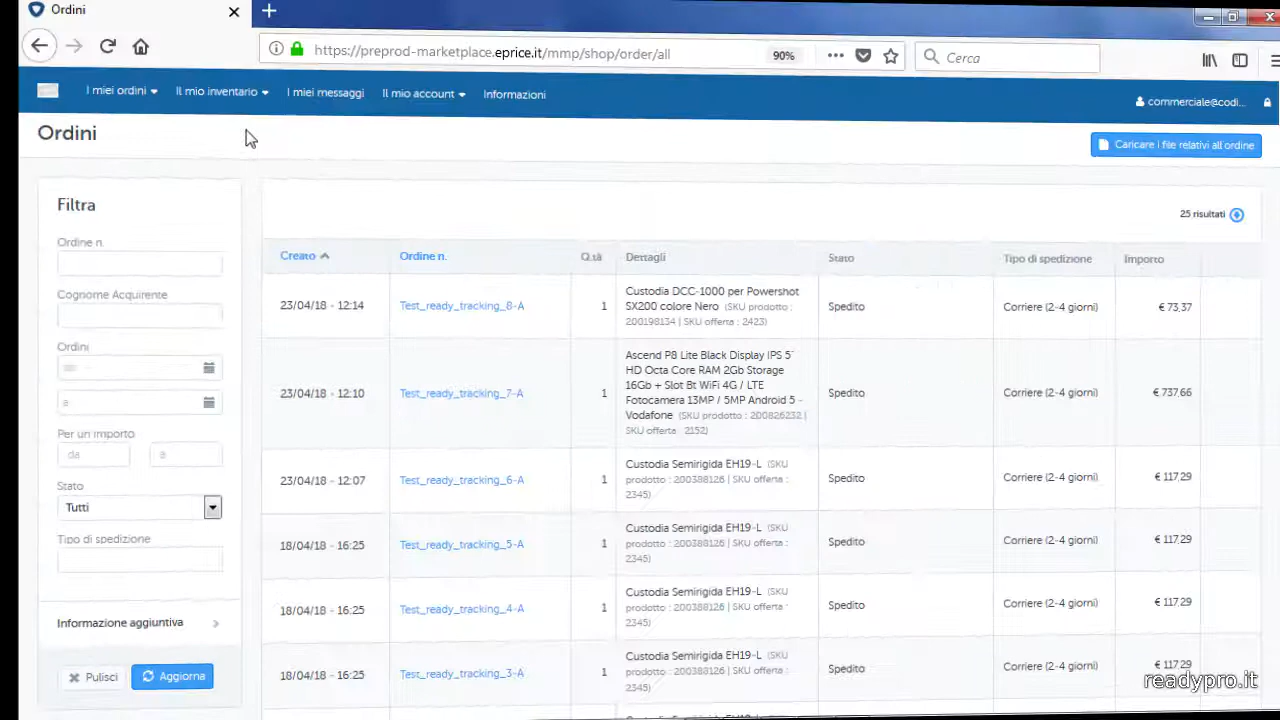 Ordini
https://preprod-marketplace.eprice.it/mmp/shop/order/all
90%
Cerca
I miei ordini
Il mio inventario
I miei messaggi
Il mio account
Informazioni
commerciale@codi...
Ordini
Caricare i file relativi all ordine
Filtra
Ordine n.
Cognome Acquirente
Ordini
a
Per un importo
da
a
Stato
Tutti
Tipo di spedizione
Informazione aggiuntiva
Pulisci
Aggiorna
25 risultati
Creato
Ordine n.
Q.tà
Dettagli
Stato
Tipo di spedizione
Importo
23/04/18 - 12:14
Test_ready_tracking_8-A
1
Custodia DCC-1000 per Powershot
SX200 colore Nero (SKU prodotto :
200198134 | SKU offerta : 2423)
Spedito
Corriere (2-4 giorni)
€ 73,37
23/04/18 - 12:10
Test_ready_tracking_7-A
1
Ascend P8 Lite Black Display IPS 5"
HD Octa Core RAM 2Gb Storage
16Gb + Slot Bt WiFi 4G / LTE
Fotocamera 13MP / 5MP Android 5 -
Vodafone (SKU prodotto : 200826232 |
SKU offerta : 2152)
Spedito
Corriere (2-4 giorni)
€ 737,66
23/04/18 - 12:07
Test_ready_tracking_6-A
1
Custodia Semirigida EH19-L (SKU
prodotto : 200388126 | SKU offerta :
2345)
Spedito
Corriere (2-4 giorni)
€ 117,29
18/04/18 - 16:25
Test_ready_tracking_5-A
1
Custodia Semirigida EH19-L (SKU
prodotto : 200388126 | SKU offerta :
2345)
Spedito
Corriere (2-4 giorni)
€ 117,29
18/04/18 - 16:25
Test_ready_tracking_4-A
1
Custodia Semirigida EH19-L (SKU
prodotto : 200388126 | SKU offerta :
2345)
Spedito
Corriere (2-4 giorni)
€ 117,29
18/04/18 - 16:25
Test_ready_tracking_3-A
1
Custodia Semirigida EH19-L (SKU
prodotto : 200388126 | SKU offerta :
2345)
Spedito
Corriere (2-4 giorni)
€ 117,29
readypro.it